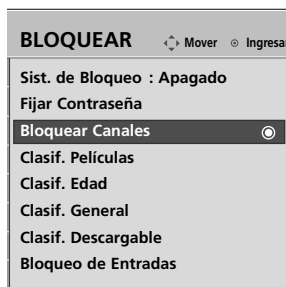 BLOQUEAR Mover Ingresa
Sist. de Bloqueo : Apagado
Fijar Contraseña
Bloquear Canales
Clasif. Películas
Clasif. Edad
Clasif. General
Clasif. Descargable
Bloqueo de Entradas